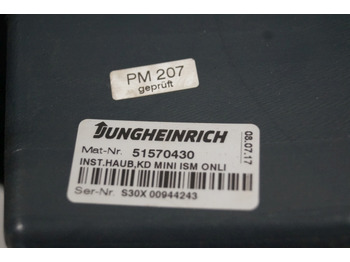 PM 207
geprüft
JUNGHEINRICH
08.07.17
Mat-Nr. 51570430
INST.HAUB,KD MINI ISM ONLI
Ser-Nr. S30X 00944243